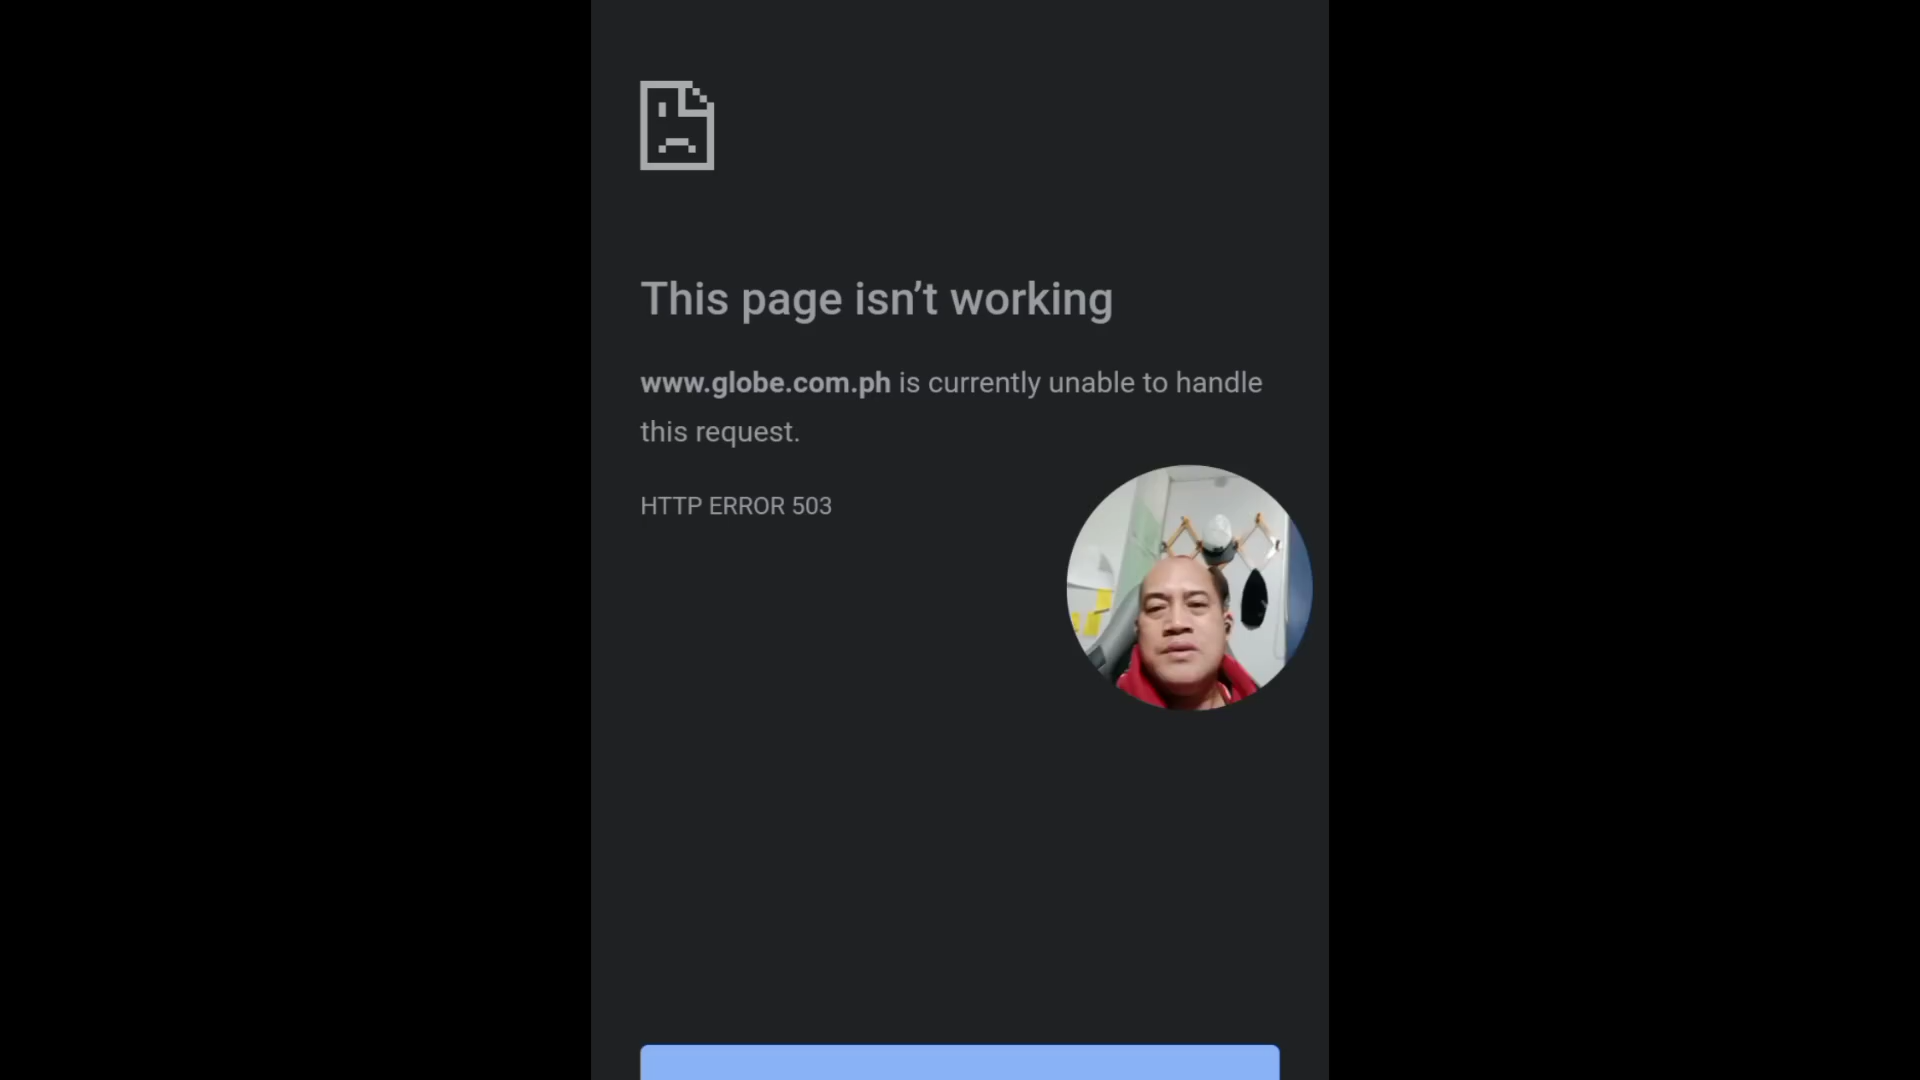 This page isn’t working
www.globe.com.ph is currently unable to handle
this request.
HTTP ERROR 503